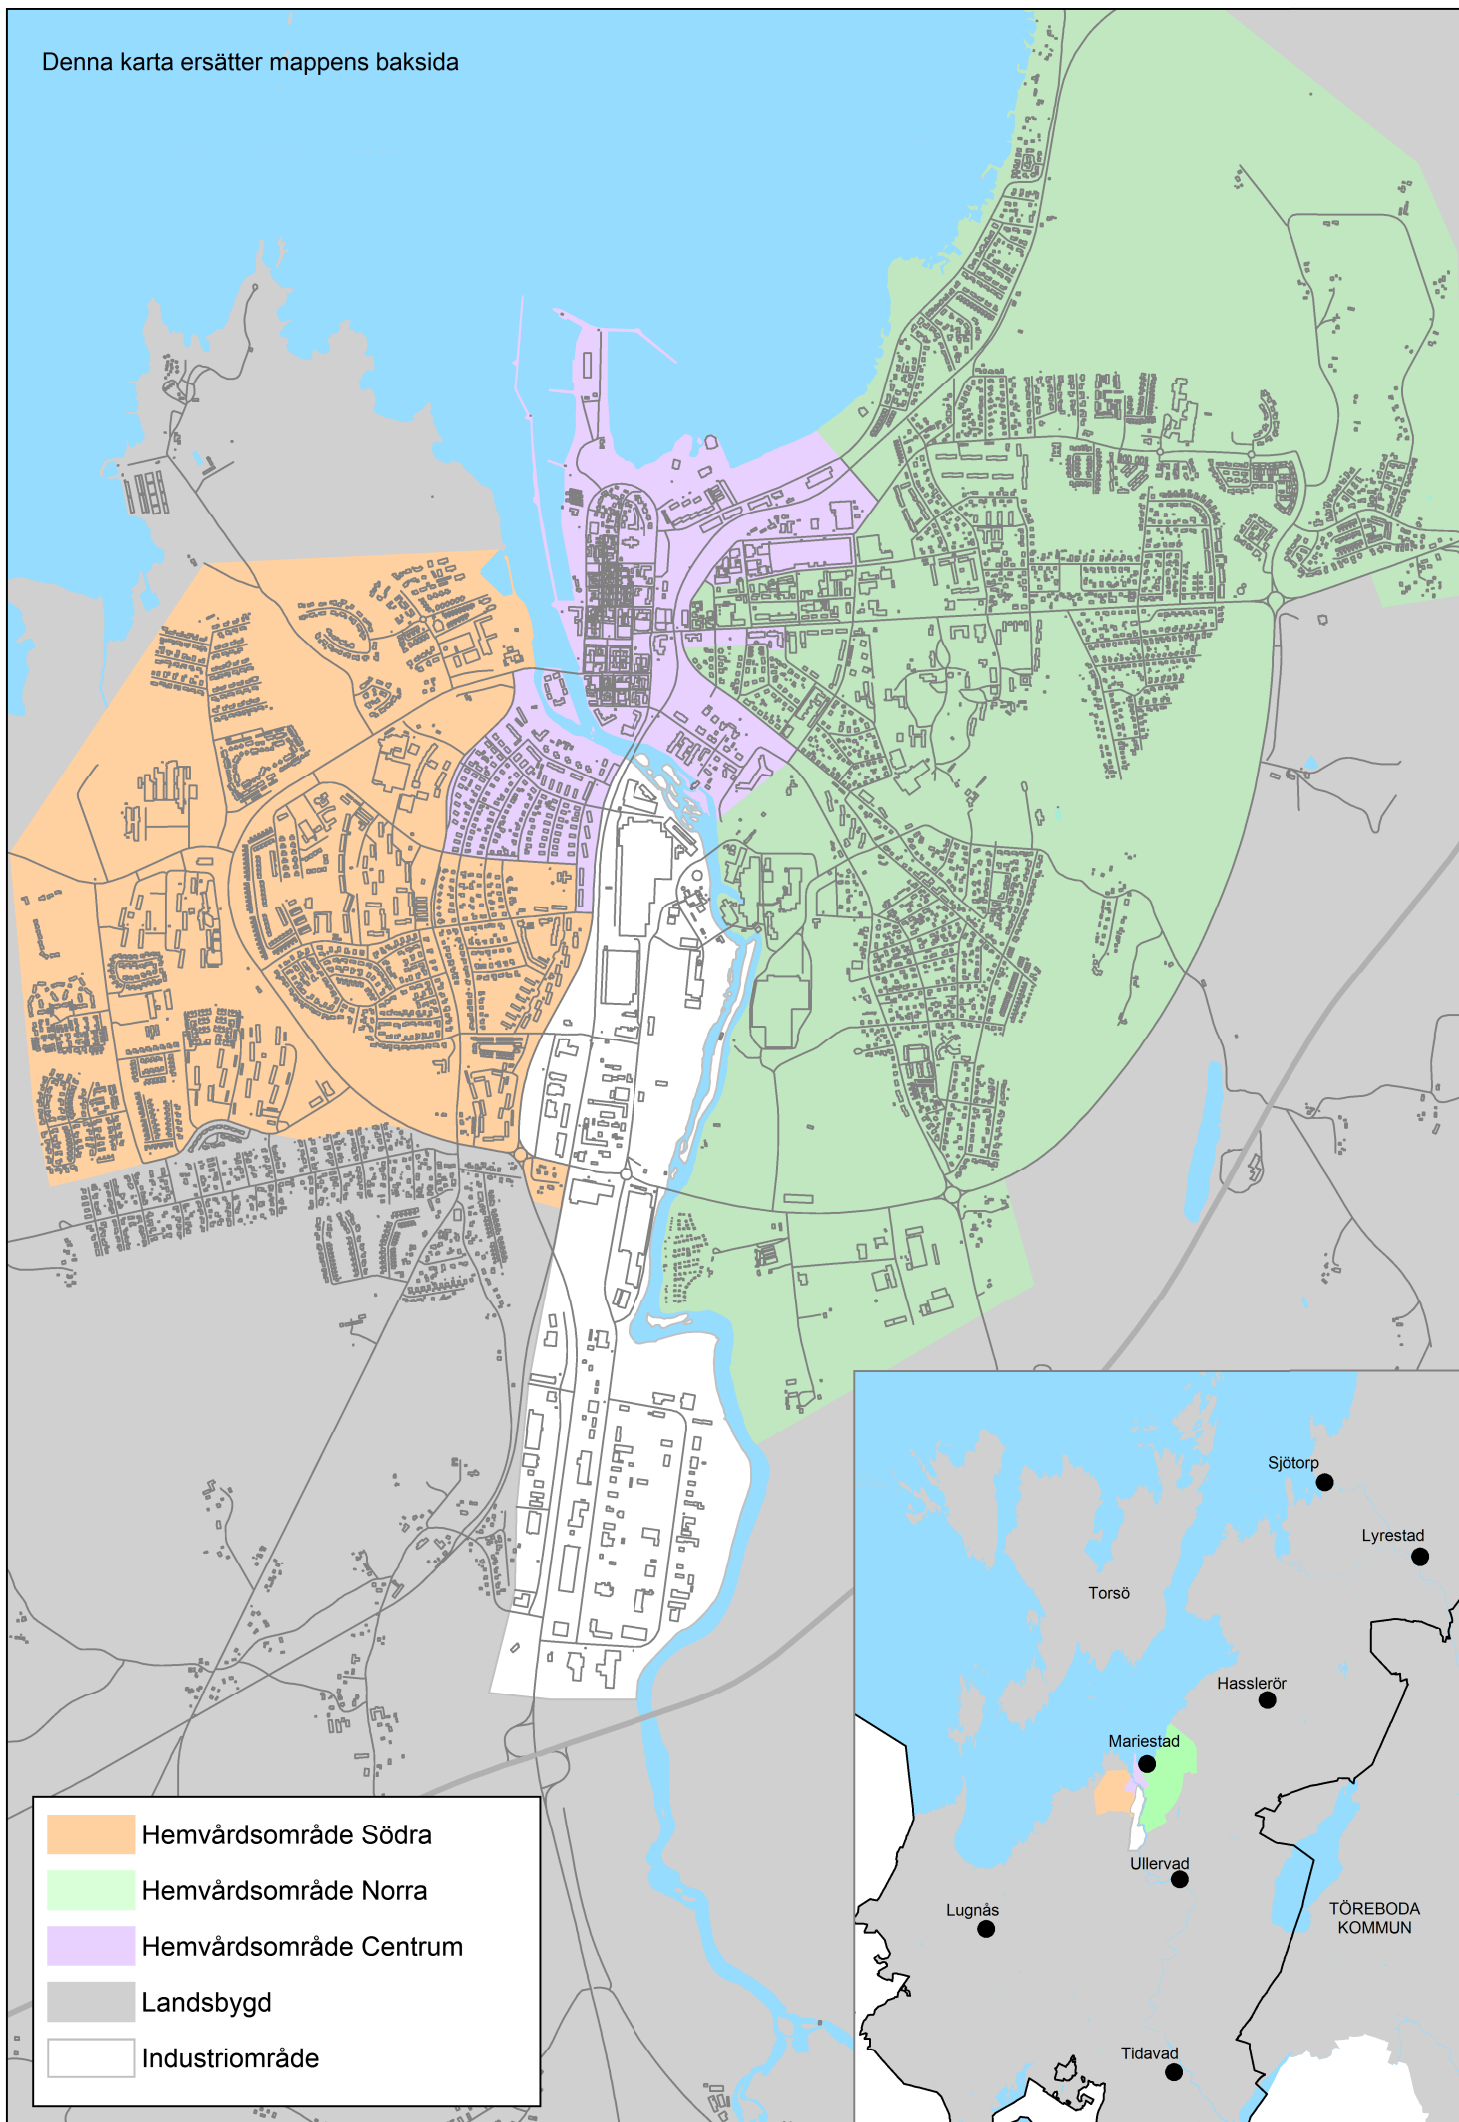 Denna karta ersätter mappens baksida
Sjötorp
Lyrestad
Torsö
Hasslerör
Mariestad
Ullervad
Lugnås
TÖREBODA
KOMMUN
Tidavad
Hemvårdsområde Södra
Hemvårdsområde Norra
Hemvårdsområde Centrum
Landsbygd
Industriområde